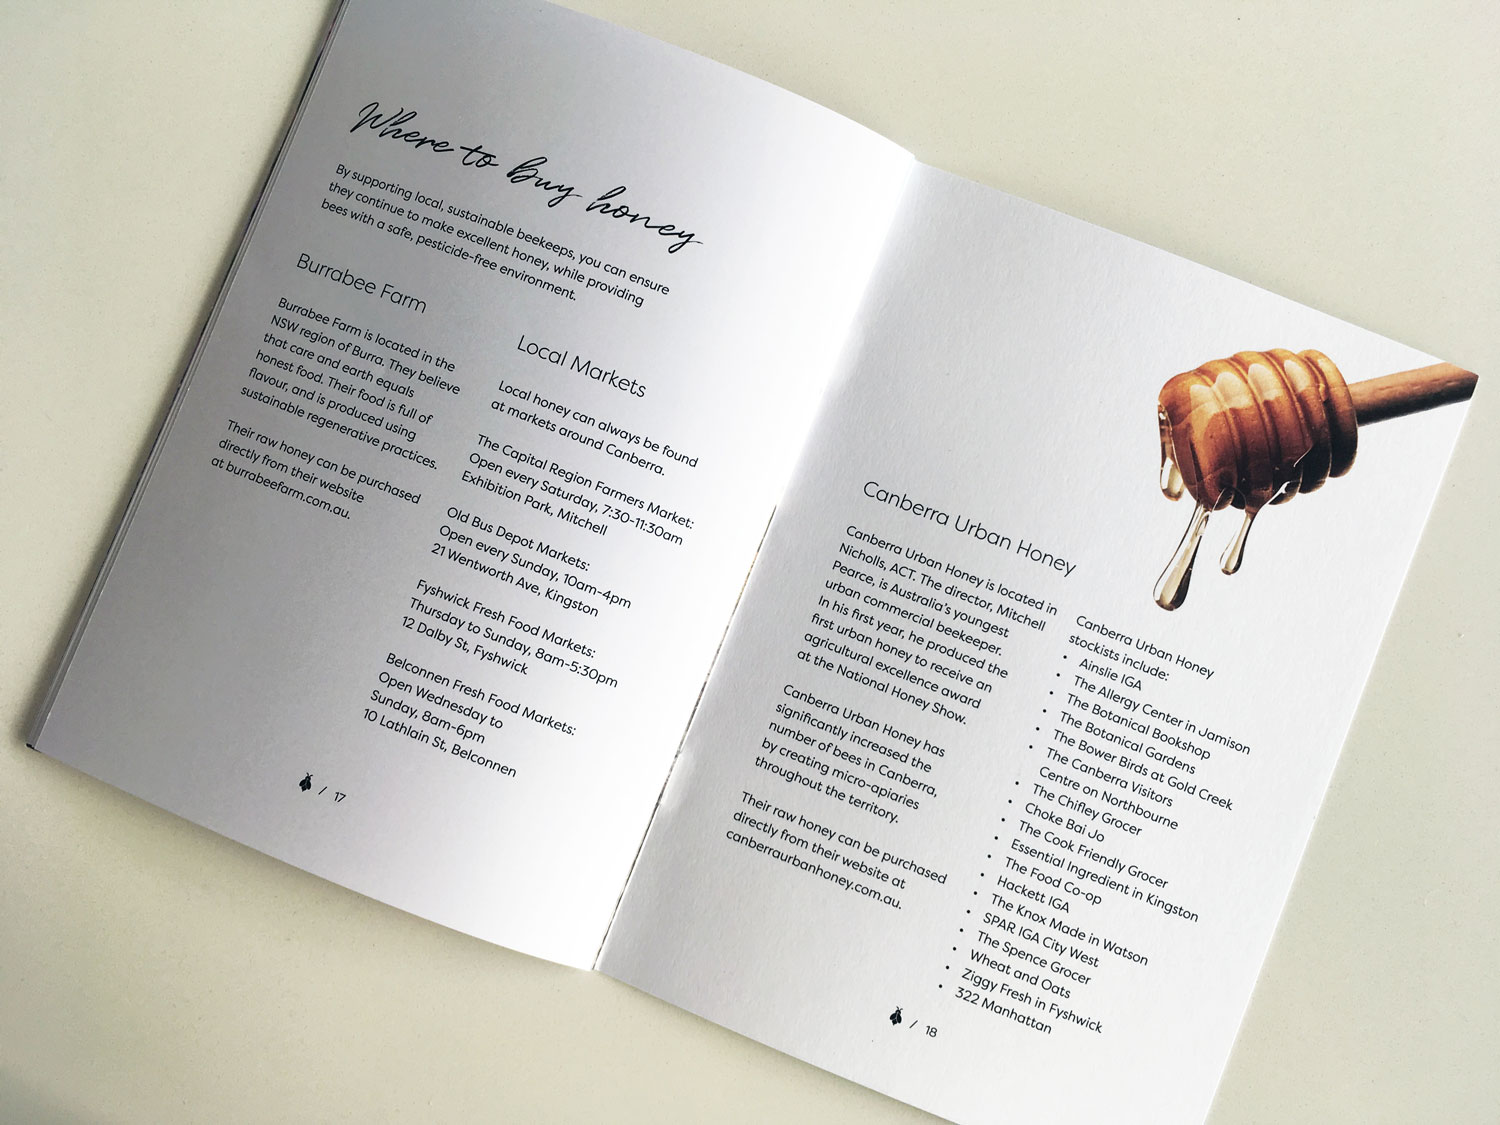 Where to buy honey
By supporting local, sustainable beekeeps, you can ensure
they continue to make excellent honey, while providing
bees with a safe, pesticide-free environment.
Burrabee Farm
Burrabee Farm is located in the
NSW region of Burra. They believe
that care and earth equals
honest food. Their food is full of
flavour, and is produced using
sustainable regenerative practices.
Their raw honey can be purchased
directly from their website
at burrabeefarm.com.au.
Local Markets
Local honey can always be found
at markets around Canberra.
The Capital Region Farmers Market:
Open every Saturday, 7:30-11:30am
Exhibition Park, Mitchell
Old Bus Depot Markets:
Open every Sunday, 10am-4pm
21 Wentworth Ave, Kingston
Fyshwick Fresh Food Markets:
Thursday to Sunday, 8am-5:30pm
12 Dalby St, Fyshwick
Belconnen Fresh Food Markets:
Open Wednesday to
Sunday, 8am-6pm
10 Lathlain St, Belconnen
/ 17
Canberra Urban Honey
Canberra Urban Honey is located in
Nicholls, ACT. The director, Mitchell
Pearce, is Australia's youngest
urban commercial beekeeper.
In his first year, he produced the
first urban honey to receive an
agricultural excellence award
at the National Honey Show.
Canberra Urban Honey has
significantly increased the
number of bees in Canberra,
by creating micro-apiaries
throughout the territory.
Their raw honey can be purchased
directly from their website at
canberraurbanhoney.com.au.
Canberra Urban Honey
stockists include:
• Ainslie IGA
• The Allergy Center in Jamison
• The Botanical Bookshop
• The Botanical Gardens
• The Bower Birds at Gold Creek
• The Canberra Visitors
Centre on Northbourne
• The Chifley Grocer
• Choke Bai Jo
• The Cook Friendly Grocer
• Essential Ingredient in Kingston
• The Food Co-op
• Hackett IGA
• The Knox Made in Watson
• SPAR IGA City West
• The Spence Grocer
• Wheat and Oats
• Ziggy Fresh in Fyshwick
• 322 Manhattan
/ 18